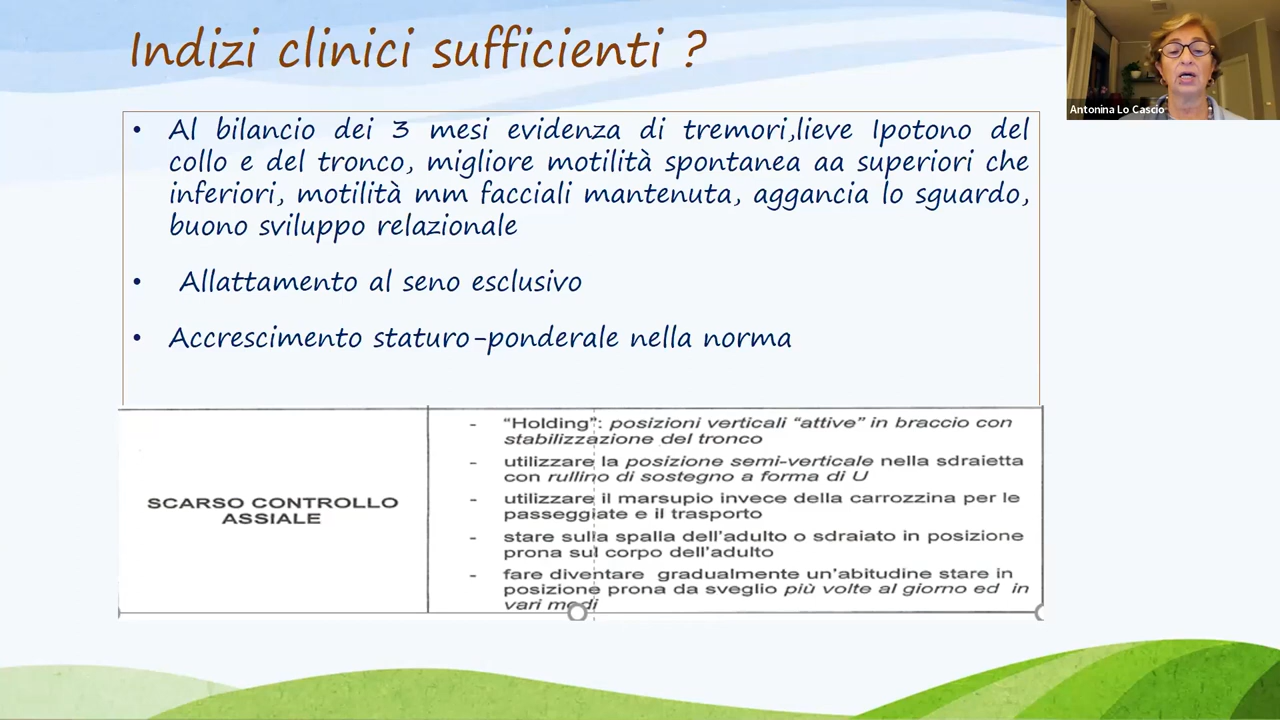 Indizi clinici sufficienti ?
Antonina Lo Cascio
• Al bilancio dei 3 mesi evidenza di tremori,lieve Ipotono del
collo e del tronco, migliore motilità spontanea aa superiori che
inferiori, motilità mm facciali mantenuta, aggancia lo sguardo,
buono sviluppo relazionale
• Allattamento al seno esclusivo
• Accrescimento staturo-ponderale nella norma
SCARSO CONTROLLO
ASSIALE
- “Holding”: posizioni verticali “attive” in braccio con
stabilizzazione del tronco
- utilizzare la posizione semi-verticale nella sdraietta
con rullino di sostegno a forma di U
- utilizzare il marsupio invece della carrozzina per le
passeggiate e il trasporto
- stare sulla spalla dell’adulto o sdraiato in posizione
prona sul corpo dell’adulto
- fare diventare gradualmente un’abitudine stare in
posizione prona da sveglio più volte al giorno ed in
vari modi